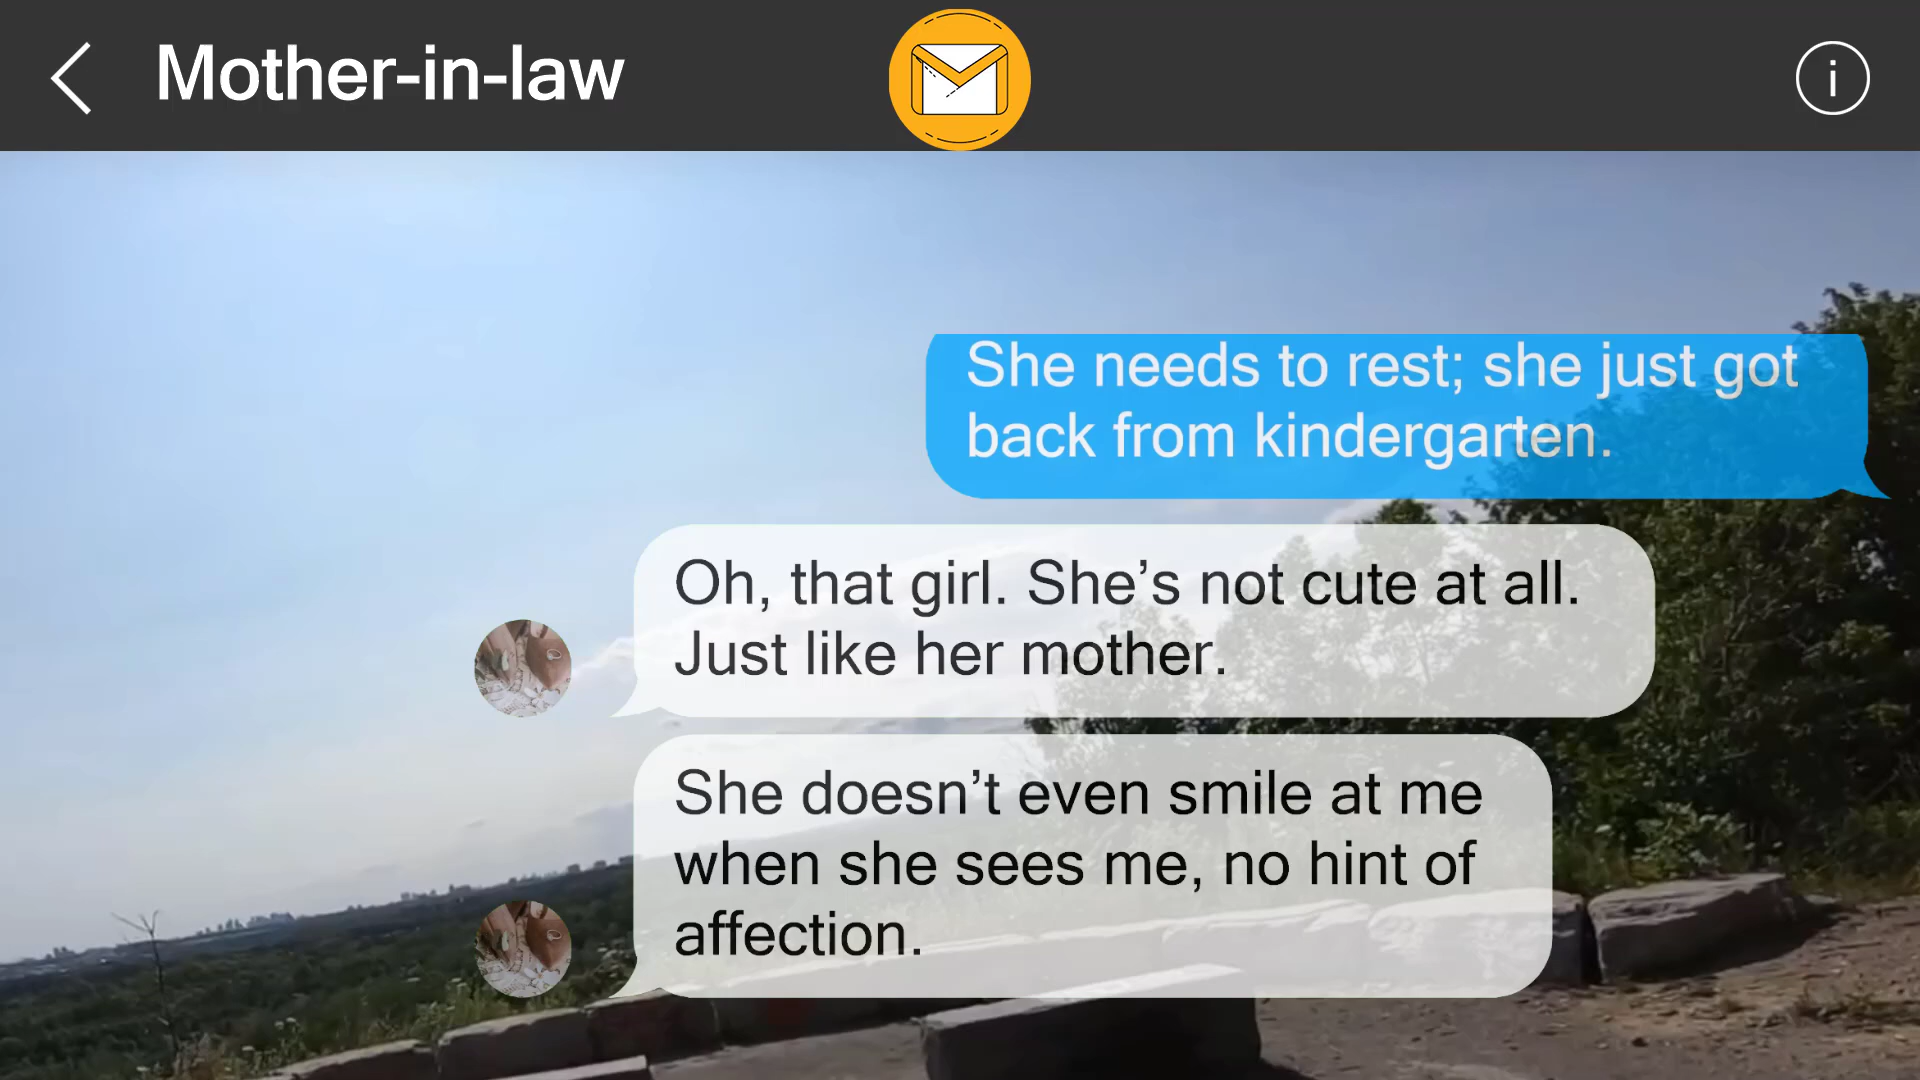 Mother-in-law
i
She needs to rest; she just got
back from kindergarten.
Oh, that girl. She’s not cute at all.
Just like her mother.
She doesn’t even smile at me
when she sees me, no hint of
affection.